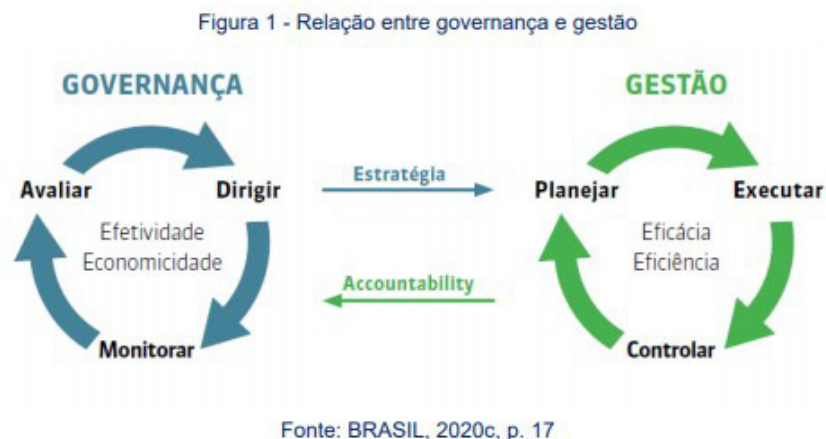 Figura 1 - Relação entre governança e gestão
GOVERNANÇA
Avaliar
Dirigir
Efetividade
Economicidade
Monitorar
Estratégia
Accountability
GESTÃO
Planejar
Executar
Eficácia
Eficiência
Controlar
Fonte: BRASIL, 2020c, p. 17